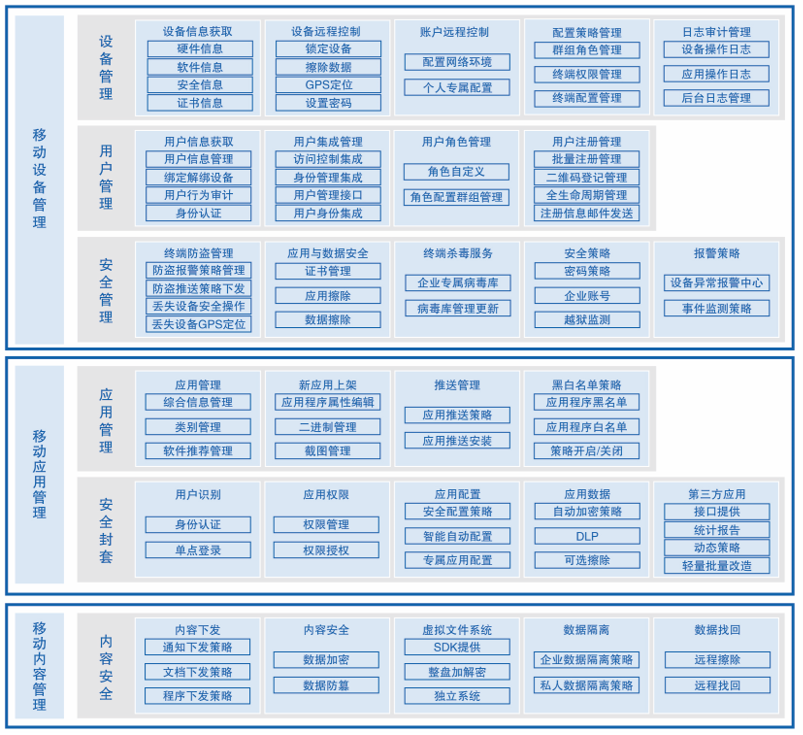 移动设备管理
设备管理
设备信息获取
硬件信息
软件信息
安全信息
证书信息
设备远程控制
锁定设备
擦除数据
GPS定位
设置密码
账户远程控制
配置网络环境
个人专属配置
配置策略管理
群组角色管理
终端权限管理
终端配置管理
日志审计管理
设备操作日志
应用操作日志
后台日志管理
用户管理
用户信息获取
用户信息管理
绑定解绑设备
用户行为审计
身份认证
用户集成管理
访问控制集成
身份管理集成
用户管理接口
用户身份集成
用户角色管理
角色自定义
角色配置群组管理
用户注册管理
批量注册管理
二维码登记管理
全生命周期管理
注册信息邮件发送
安全管理
终端防盗管理
防盗报警策略管理
防盗推送策略下发
丢失设备安全操作
丢失设备GPS定位
应用与数据安全
证书管理
应用擦除
数据擦除
终端杀毒服务
企业专属病毒库
病毒库管理更新
安全策略
密码策略
企业账号
越狱监测
报警策略
设备异常报警中心
事件监测策略
移动应用管理
应用管理
应用管理
综合信息管理
类别管理
软件推荐管理
新应用上架
应用程序属性编辑
二进制管理
截图管理
推送管理
应用推送策略
应用推送安装
黑白名单策略
应用程序黑名单
应用程序白名单
策略开启/关闭
安全封套
用户识别
身份认证
单点登录
应用权限
权限管理
权限授权
应用配置
安全配置策略
智能自动配置
专属应用配置
应用数据
自动加密策略
DLP
可选擦除
第三方应用
接口提供
统计报告
动态策略
轻量批量改造
移动内容管理
内容安全
内容下发
通知下发策略
文档下发策略
程序下发策略
内容安全
数据加密
数据防篡
虚拟文件系统
SDK提供
整盘加解密
独立系统
数据隔离
企业数据隔离策略
私人数据隔离策略
数据找回
远程擦除
远程找回